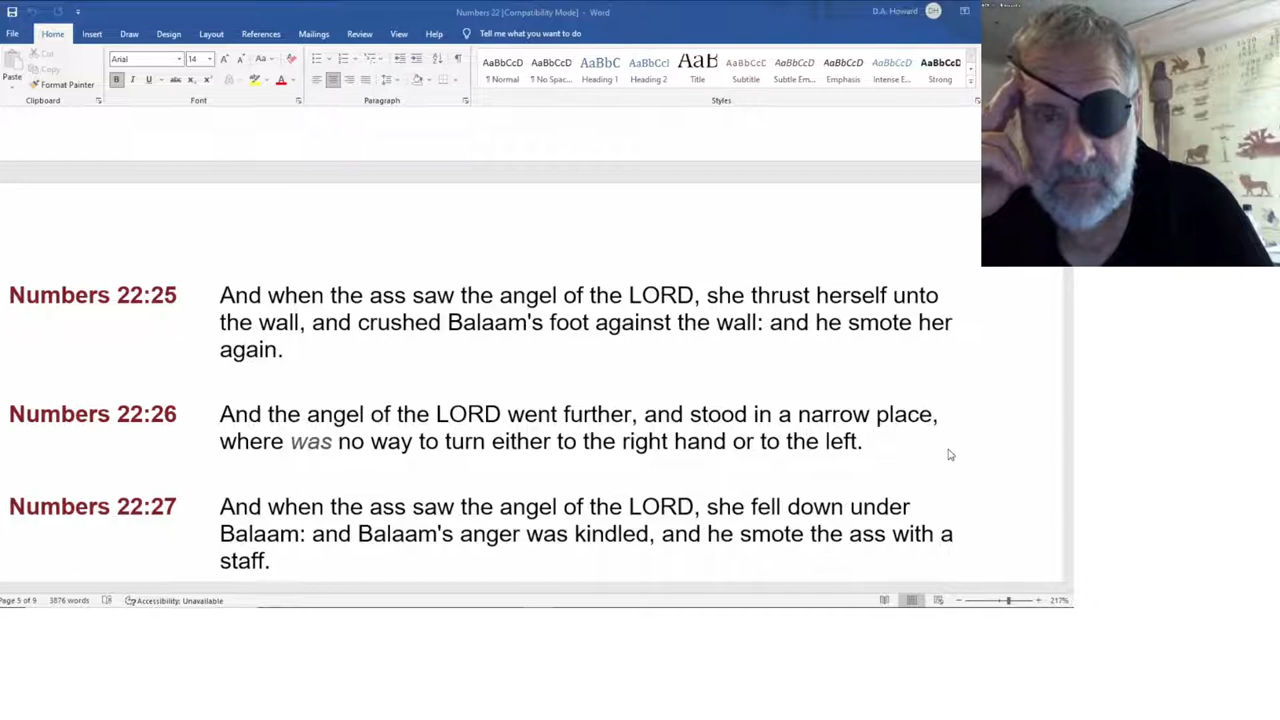 Numbers 22 [Compatibility Mode] - Word
D.A. Howard DH
File Home Insert Draw Design Layout References Mailings Review View Help Tell me what you want to do
Paste
Cut
Copy
Format Painter
Arial 14
AaBbCcD AaBbCcD AaBbC AaBbCcI AaB AaBbCcD AaBbCcD AaBbCcD AaBbCcD AaBbCc
¶ Normal ¶ No Spac... Heading 1 Heading 2 Title Subtitle Subtle Em... Emphasis Intense E... Strong
Clipboard Font Paragraph Styles
Numbers 22:25 And when the ass saw the angel of the LORD, she thrust herself unto
the wall, and crushed Balaam's foot against the wall: and he smote her
again.
Numbers 22:26 And the angel of the LORD went further, and stood in a narrow place,
where was no way to turn either to the right hand or to the left.
Numbers 22:27 And when the ass saw the angel of the LORD, she fell down under
Balaam: and Balaam's anger was kindled, and he smote the ass with a
staff.
Page 5 of 9 3876 words Accessibility: Unavailable 217%